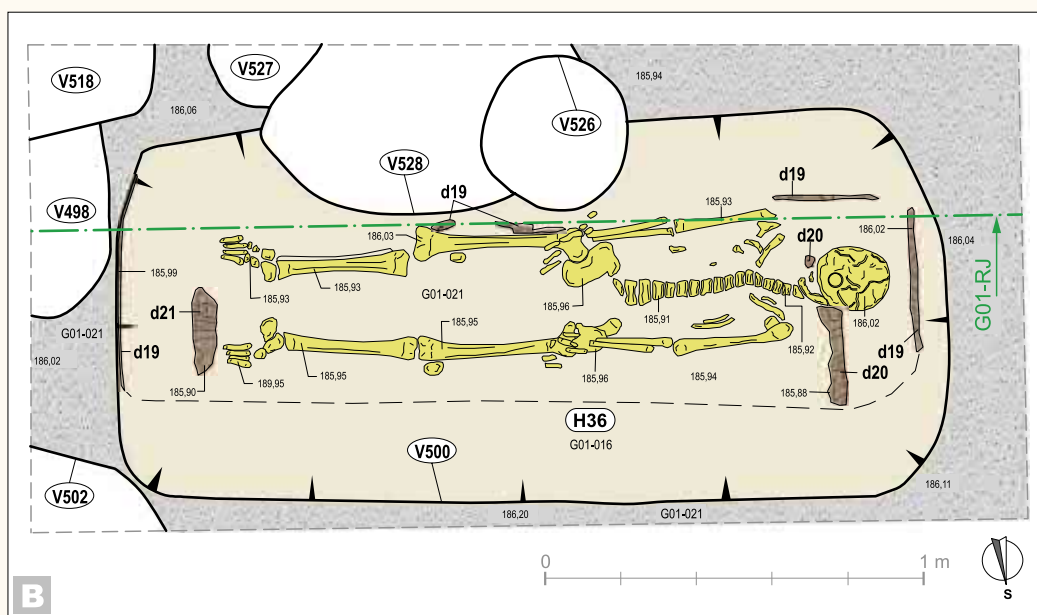 V518
V527
185,94
186,06
V526
V528
d19
d19
V498
185,93
186,03
186,02
186,04
d20
185,99
185,93
185,93
G01-021
185,96
G01-RJ
d21
185,91
186,02
G01-021
185,95
185,92
d19
d19
186,02
185,90
189,95
185,95
185,96
185,94
185,88
d20
H36
V500
G01-016
V502
186,11
186,20
G01-021
0
1 m
B
S